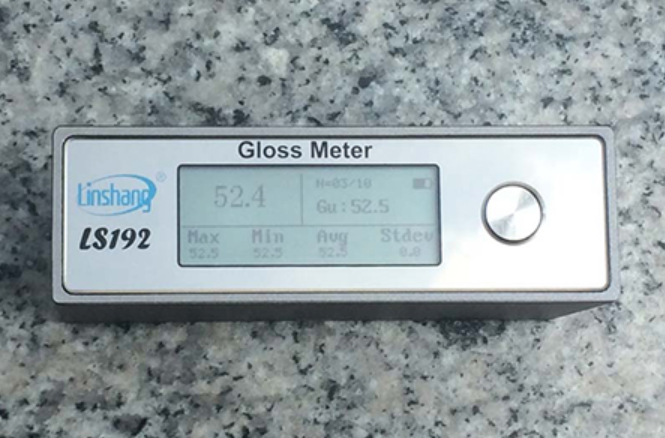 Gloss Meter
Linshang®
LS192
52.4
N=03/10
Gu:52.5
Max Min Avg Stdev
52.5 52.5 52.5 0.0